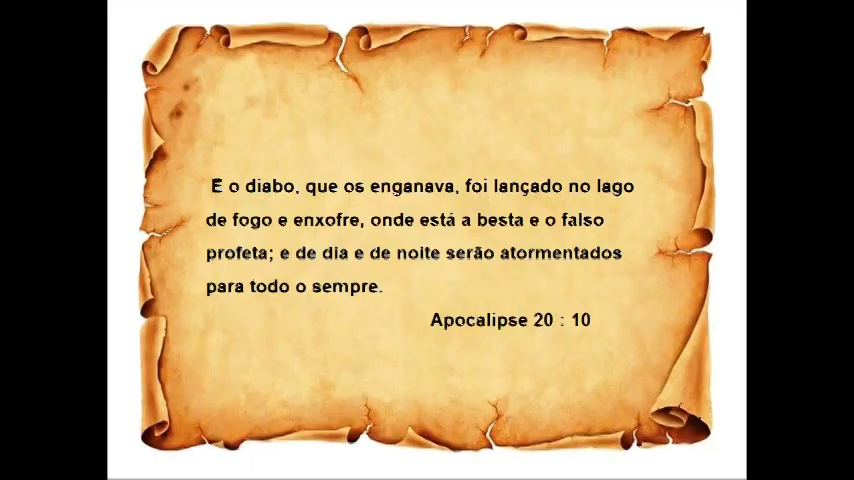 E o diabo, que os enganava, foi lançado no lago
de fogo e enxofre, onde está a besta e o falso
profeta; e de dia e de noite serão atormentados
para todo o sempre.
Apocalipse 20 : 10